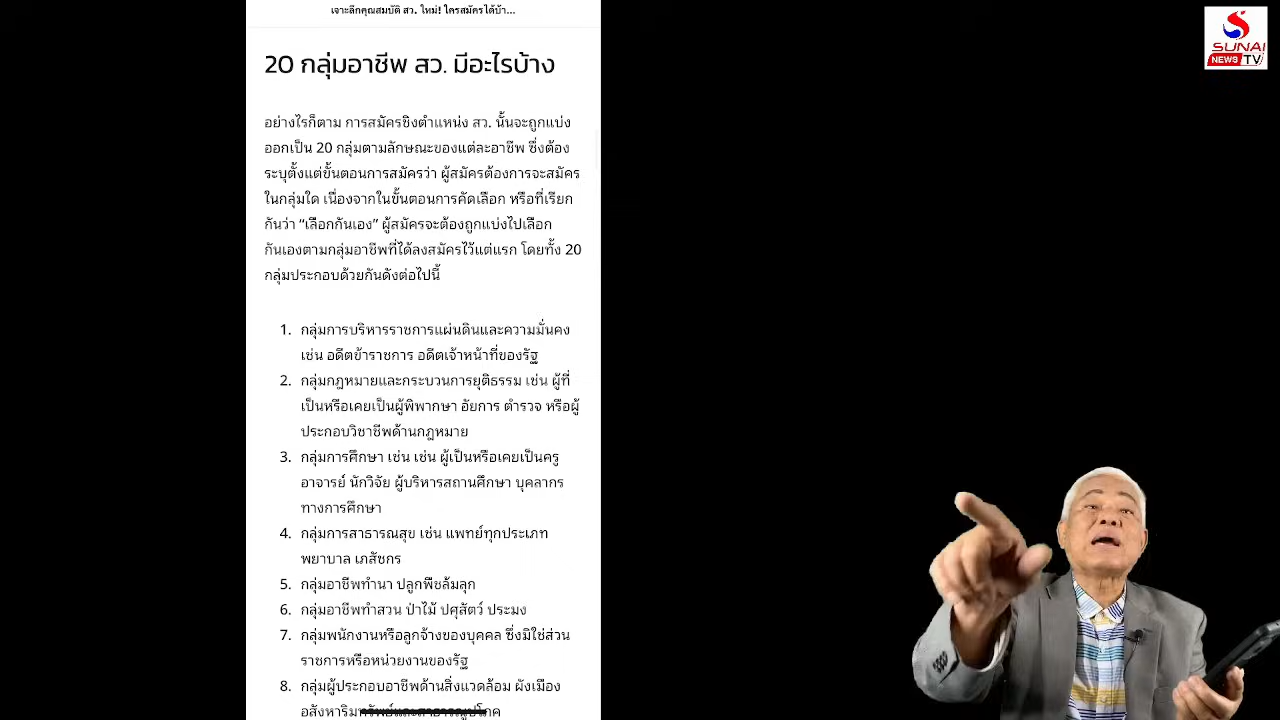 เจาะลึกคุณสมบัติ สว. ใหม่! ใครสมัครได้บ้า...
SUNAI
NEWS TV
20 กลุ่มอาชีพ สว. มีอะไรบ้าง
อย่างไรก็ตาม การสมัครชิงตำแหน่ง สว. นั้นจะถูกแบ่ง
ออกเป็น 20 กลุ่มตามลักษณะของแต่ละอาชีพ ซึ่งต้อง
ระบุตั้งแต่ขั้นตอนการสมัครว่า ผู้สมัครต้องการจะสมัคร
ในกลุ่มใด เนื่องจากในขั้นตอนการคัดเลือก หรือที่เรียก
กันว่า “เลือกกันเอง” ผู้สมัครจะต้องถูกแบ่งไปเลือก
กันเองตามกลุ่มอาชีพที่ได้ลงสมัครไว้แต่แรก โดยทั้ง 20
กลุ่มประกอบด้วยกันดังต่อไปนี้
1. กลุ่มการบริหารราชการแผ่นดินและความมั่นคง
เช่น อดีตข้าราชการ อดีตเจ้าหน้าที่ของรัฐ
2. กลุ่มกฎหมายและกระบวนการยุติธรรม เช่น ผู้ที่
เป็นหรือเคยเป็นผู้พิพากษา อัยการ ตำรวจ หรือผู้
ประกอบวิชาชีพด้านกฎหมาย
3. กลุ่มการศึกษา เช่น เช่น ผู้เป็นหรือเคยเป็นครู
อาจารย์ นักวิจัย ผู้บริหารสถานศึกษา บุคลากร
ทางการศึกษา
4. กลุ่มการสาธารณสุข เช่น แพทย์ทุกประเภท
พยาบาล เภสัชกร
5. กลุ่มอาชีพทำนา ปลูกพืชล้มลุก
6. กลุ่มอาชีพทำสวน ป่าไม้ ปศุสัตว์ ประมง
7. กลุ่มพนักงานหรือลูกจ้างของบุคคล ซึ่งมิใช่ส่วน
ราชการหรือหน่วยงานของรัฐ
8. กลุ่มผู้ประกอบอาชีพด้านสิ่งแวดล้อม ผังเมือง
อสังหาริมทรัพย์และสาธารณูปโภค